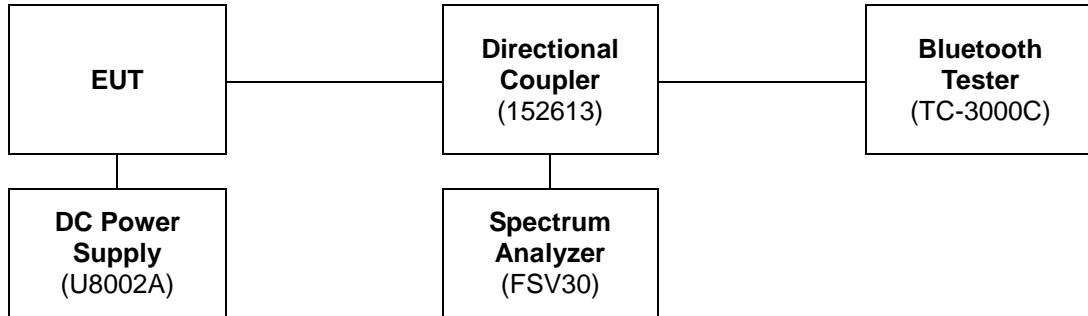 EUT
Directional
Coupler
(152613)
Bluetooth
Tester
(TC-3000C)
DC Power
Supply
(U8002A)
Spectrum
Analyzer
(FSV30)